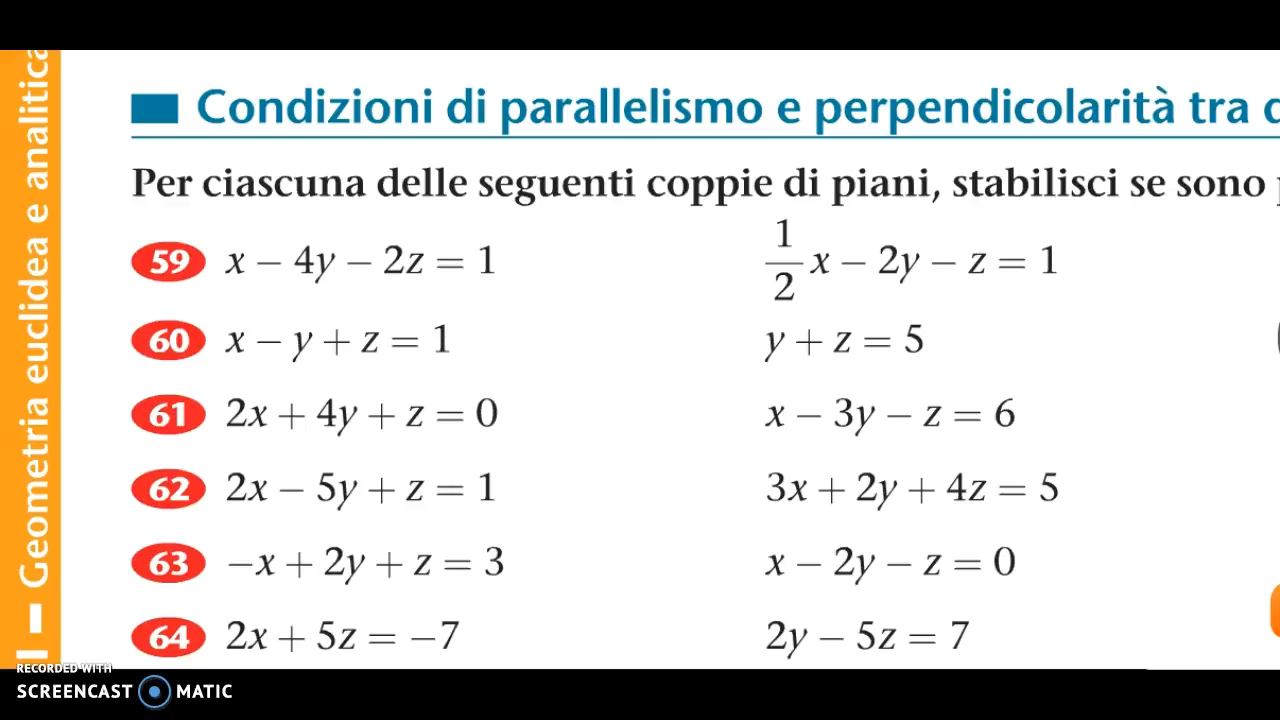 Geometria euclidea e analitica
Condizioni di parallelismo e perpendicolarità tra
Per ciascuna delle seguenti coppie di piani, stabilisci se sono
59 x − 4y − 2z = 1 1/2 x − 2y − z = 1
60 x − y + z = 1 y + z = 5
61 2x + 4y + z = 0 x − 3y − z = 6
62 2x − 5y + z = 1 3x + 2y + 4z = 5
63 −x + 2y + z = 3 x − 2y − z = 0
64 2x + 5z = −7 2y − 5z = 7
RECORDED WITH
SCREENCAST MATIC